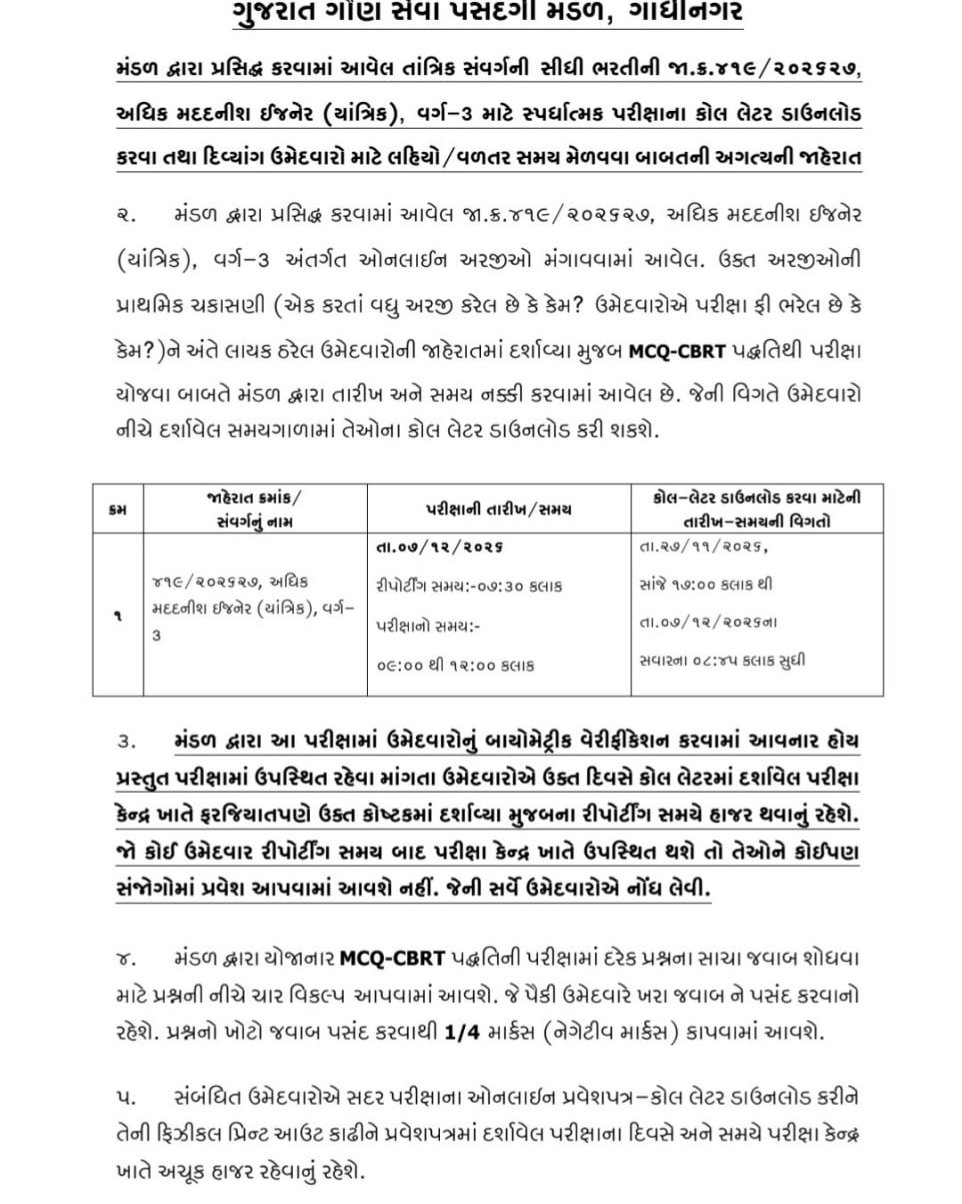 ગુજરાત ગૌણ સેવા પસંદગી મંડળ, ગાંધીનગર
મંડળ દ્વારા પ્રસિદ્ધ કરવામાં આવેલ તાંત્રિક સંવર્ગની સીધી ભરતીની જા.ક્ર.૪૧૯/૨૦૨૬૨૭,
અધિક મદદનીશ ઈજનેર (યાંત્રિક), વર્ગ-૩ માટે સ્પર્ધાત્મક પરીક્ષાના કોલ લેટર ડાઉનલોડ
કરવા તથા દિવ્યાંગ ઉમેદવારો માટે લહિયો/વળતર સમય મેળવવા બાબતની અગત્યની જાહેરાત
૨. મંડળ દ્વારા પ્રસિદ્ધ કરવામાં આવેલ જા.ક્ર.૪૧૯/૨૦૨૬૨૭, અધિક મદદનીશ ઈજનેર
(યાંત્રિક), વર્ગ-૩ અંતર્ગત ઓનલાઈન અરજીઓ મંગાવવામાં આવેલ. ઉક્ત અરજીઓની
પ્રાથમિક ચકાસણી (એક કરતાં વધુ અરજી કરેલ છે કે કેમ? ઉમેદવારોએ પરીક્ષા ફી ભરેલ છે કે
કેમ?)ને અંતે લાયક ઠરેલ ઉમેદવારોની જાહેરાતમાં દર્શાવ્યા મુજબ MCQ-CBRT પદ્ધતિથી પરીક્ષા
યોજવા બાબતે મંડળ દ્વારા તારીખ અને સમય નક્કી કરવામાં આવેલ છે. જેની વિગતે ઉમેદવારો
નીચે દર્શાવેલ સમયગાળામાં તેઓના કોલ લેટર ડાઉનલોડ કરી શકશે.
ક્રમ
જાહેરાત ક્રમાંક/
સંવર્ગનું નામ
પરીક્ષાની તારીખ/સમય
કોલ-લેટર ડાઉનલોડ કરવા માટેની
તારીખ-સમયની વિગતો
૧
૪૧૯/૨૦૨૬૨૭, અધિક
મદદનીશ ઈજનેર (યાંત્રિક), વર્ગ-
૩
તા.૦૭/૧૨/૨૦૨૬
રીપોર્ટીંગ સમય:-૦૭:૩૦ કલાક
પરીક્ષાનો સમય:-
૦૯:૦૦ થી ૧૨:૦૦ કલાક
તા.૨૭/૧૧/૨૦૨૬,
સાંજે ૧૭:૦૦ કલાક થી
તા.૦૭/૧૨/૨૦૨૬ના
સવારના ૦૮:૪૫ કલાક સુધી
૩. મંડળ દ્વારા આ પરીક્ષામાં ઉમેદવારોનું બાયોમેટ્રીક વેરીફીકેશન કરવામાં આવનાર હોય
પ્રસ્તુત પરીક્ષામાં ઉપસ્થિત રહેવા માંગતા ઉમેદવારોએ ઉક્ત દિવસે કોલ લેટરમાં દર્શાવેલ પરીક્ષા
કેન્દ્ર ખાતે ફરજિયાતપણે ઉક્ત કોષ્ટકમાં દર્શાવ્યા મુજબના રીપોર્ટીંગ સમયે હાજર થવાનું રહેશે.
જો કોઈ ઉમેદવાર રીપોર્ટીંગ સમય બાદ પરીક્ષા કેન્દ્ર ખાતે ઉપસ્થિત થશે તો તેઓને કોઈપણ
સંજોગોમાં પ્રવેશ આપવામાં આવશે નહીં. જેની સર્વે ઉમેદવારોએ નોંધ લેવી.
૪. મંડળ દ્વારા યોજાનાર MCQ-CBRT પદ્ધતિની પરીક્ષામાં દરેક પ્રશ્નના સાચા જવાબ શોધવા
માટે પ્રશ્નની નીચે ચાર વિકલ્પ આપવામાં આવશે. જે પૈકી ઉમેદવારે ખરા જવાબ ને પસંદ કરવાનો
રહેશે. પ્રશ્નનો ખોટો જવાબ પસંદ કરવાથી 1/4 માર્કસ (નેગેટીવ માર્કસ) કાપવામાં આવશે.
૫. સંબંધિત ઉમેદવારોએ સદર પરીક્ષાના ઓનલાઈન પ્રવેશપત્ર-કોલ લેટર ડાઉનલોડ કરીને
તેની ફિઝીકલ પ્રિન્ટ આઉટ કાઢીને પ્રવેશપત્રમાં દર્શાવેલ પરીક્ષાના દિવસે અને સમયે પરીક્ષા કેન્દ્ર
ખાતે અચૂક હાજર રહેવાનું રહેશે.